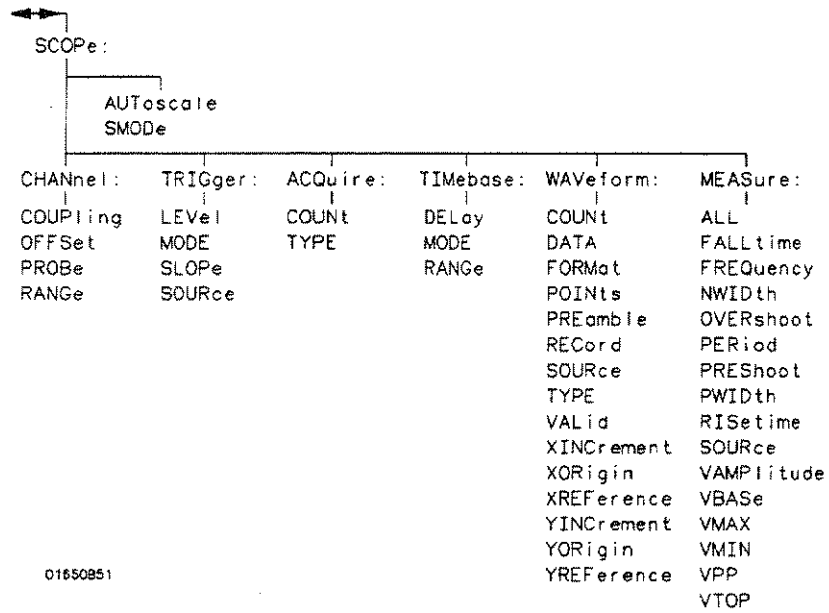 SCOPe:
AUToscale
SMODe
CHANnel: TRIGger: ACQuire: TIMebase: WAVeform: MEASure:
COUPling LEVel COUNt DELay COUNt ALL
OFFSet MODE TYPE MODE DATA FALLtime
PROBe SLOPe RANGe FORMat FREQuency
RANGe SOURce POINts NWIDth
PREamble OVERshoot
RECord PERiod
SOURce PREShoot
TYPE PWIDth
VALid RISetime
XINCrement SOURce
XORigin VAMPlitude
XREFerence VBASe
YINCrement VMAX
YORigin VMIN
01650B51 YREFerence VPP
VTOP